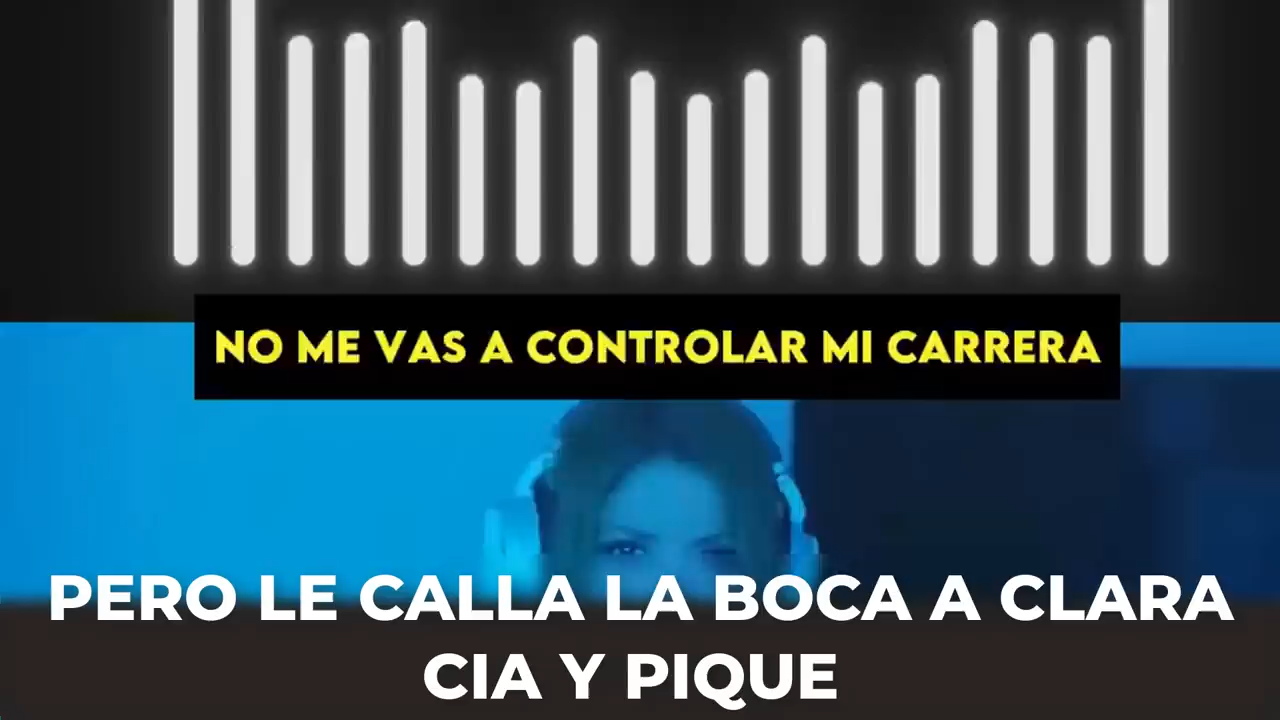 NO ME VAS A CONTROLAR MI CARRERA
PERO LE CALLA LA BOCA A CLARA
CIA Y PIQUE